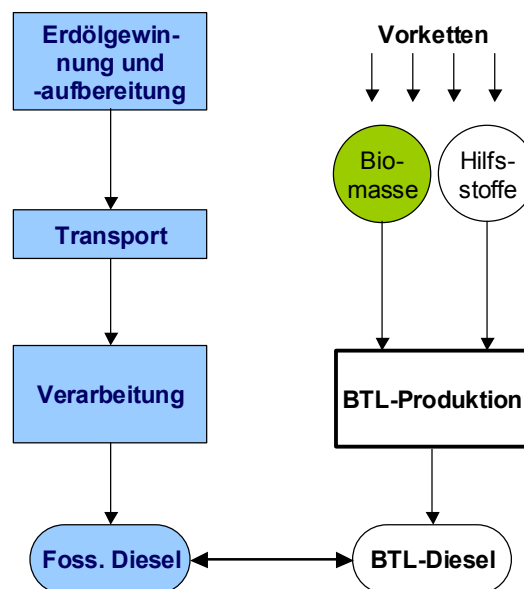 Erdölgewin-
nung und
-aufbereitung
Transport
Verarbeitung
Foss. Diesel
Vorketten
Bio-
masse
Hilfs-
stoffe
BTL-Produktion
BTL-Diesel